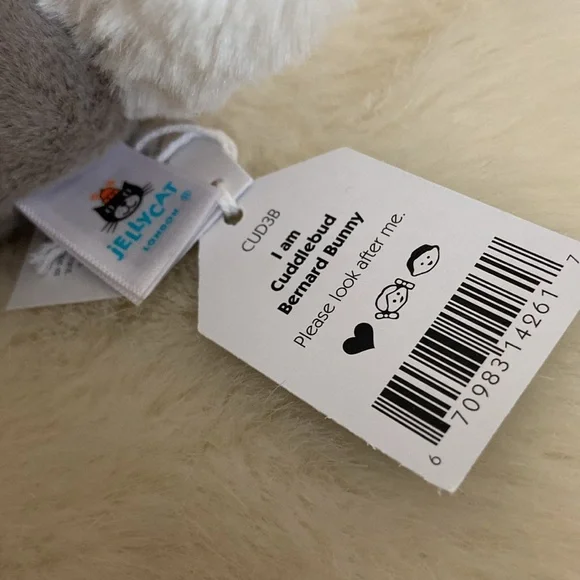 JELLYCAT
LONDON
CUD3B
I am
Cuddlebud
Bernard Bunny
Please look after me.
6 70983 14261 7